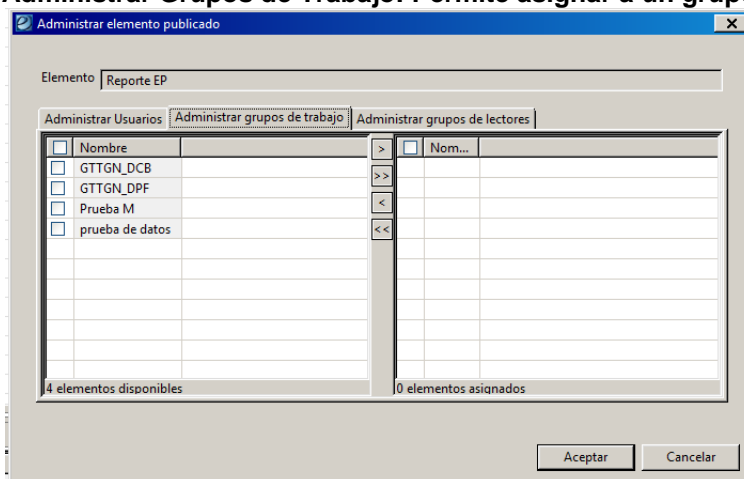 Administrar Grupos de Trabajo: Permite asignar a un grup
Administrar elemento publicado
Elemento Reporte EP
Administrar Usuarios Administrar grupos de trabajo Administrar grupos de lectores
Nombre
GTTGN_DCB
GTTGN_DPF
Prueba M
prueba de datos
4 elementos disponibles
>
>>
<
<<
Nom...
0 elementos asignados
Aceptar Cancelar